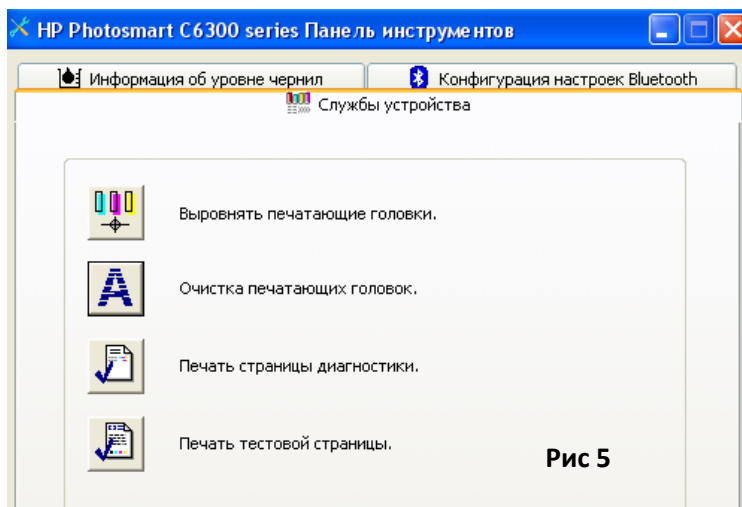 HP Photosmart C6300 series Панель инструментов
Информация об уровне чернил
Конфигурация настроек Bluetooth
Службы устройства
Выровнять печатающие головки.
Очистка печатающих головок.
Печать страницы диагностики.
Печать тестовой страницы.
Рис 5